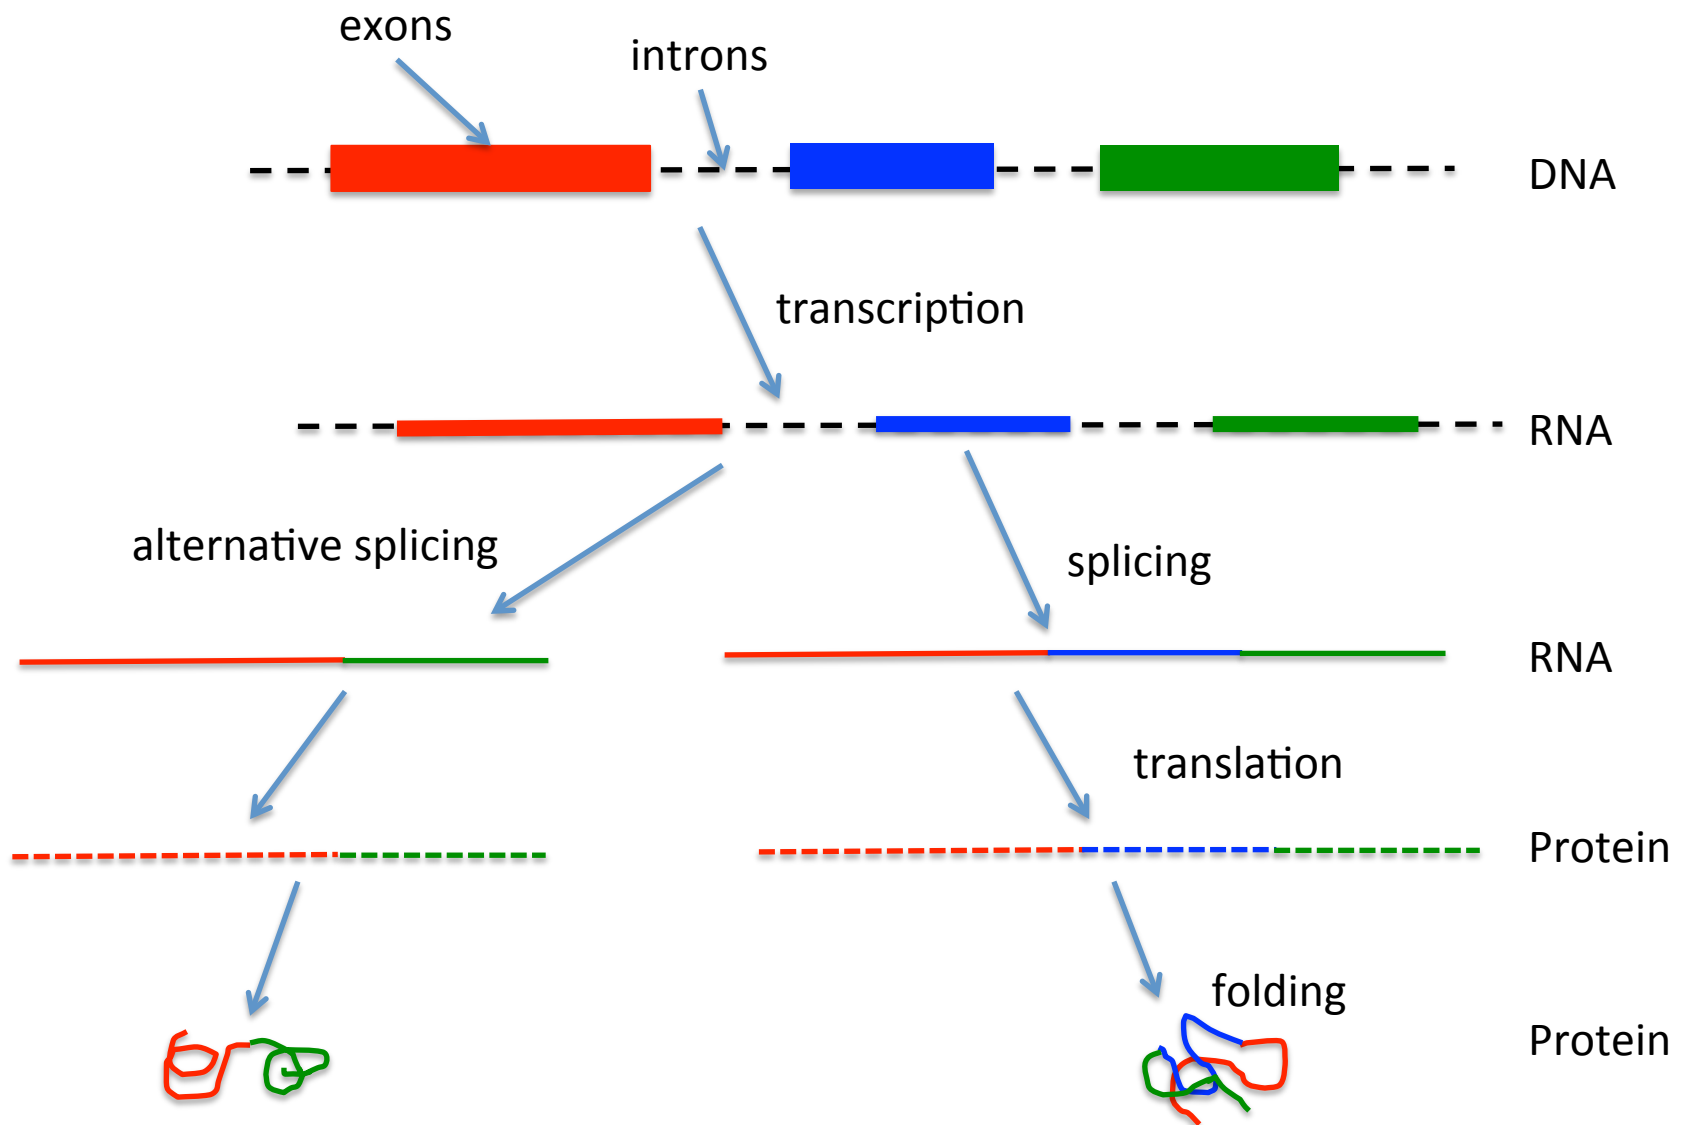 exons
introns
DNA
transcription
RNA
alternative splicing
splicing
RNA
translation
Protein
folding
Protein